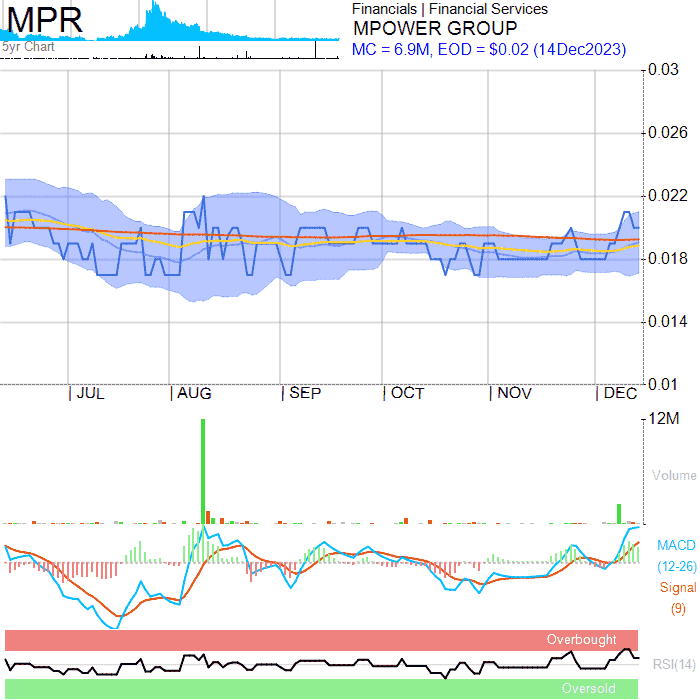 MPR
5yr Chart
Financials | Financial Services
MPOWER GROUP
MC = 6.9M, EOD = $0.02 (14Dec2023)
0.03
0.026
0.022
0.018
0.014
0.01
JUL AUG SEP OCT NOV DEC
12M
Volume
MACD
(12-26)
Signal
(9)
Overbought
RSI(14)
Oversold